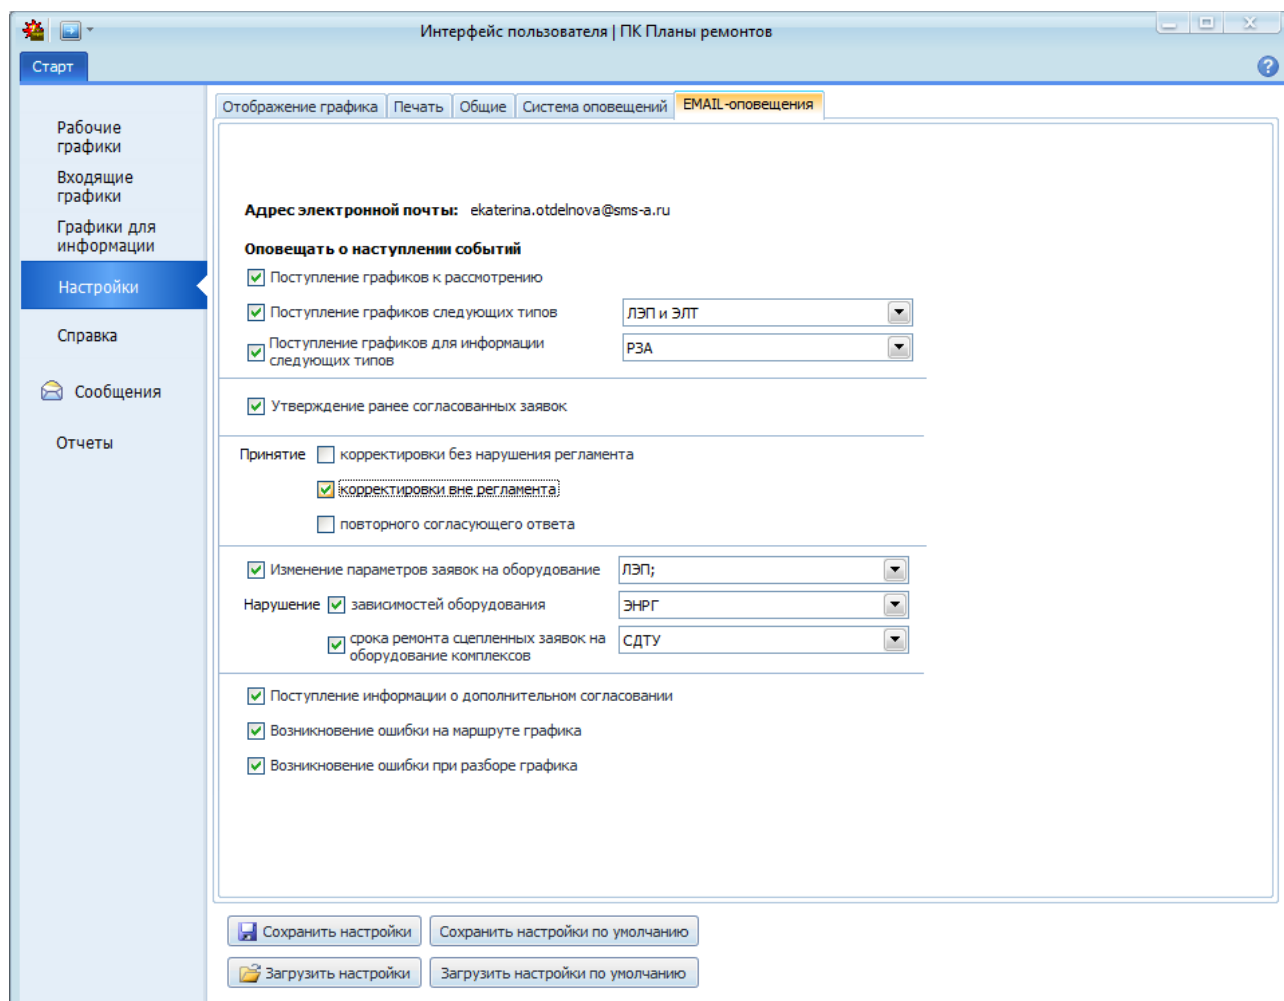 Интерфейс пользователя | ПК Планы ремонтов
Старт
Рабочие
графики
Входящие
графики
Графики для
информации
Настройки
Справка
Сообщения
Отчеты
Отображение графика Печать Общие Система оповещений EMAIL-оповещения
Адрес электронной почты: ekaterina.otdelnova@sms-a.ru
Оповещать о наступлении событий
Поступление графиков к рассмотрению
Поступление графиков следующих типов ЛЭП и ЭЛТ
Поступление графиков для информации
следующих типов РЗА
Утверждение ранее согласованных заявок
Принятие корректировки без нарушения регламента
корректировки вне регламента
повторного согласующего ответа
Изменение параметров заявок на оборудование ЛЭП;
Нарушение зависимостей оборудования ЭНРГ
срока ремонта сцепленных заявок на
оборудование комплексов СДТУ
Поступление информации о дополнительном согласовании
Возникновение ошибки на маршруте графика
Возникновение ошибки при разборе графика
Сохранить настройки Сохранить настройки по умолчанию
Загрузить настройки Загрузить настройки по умолчанию